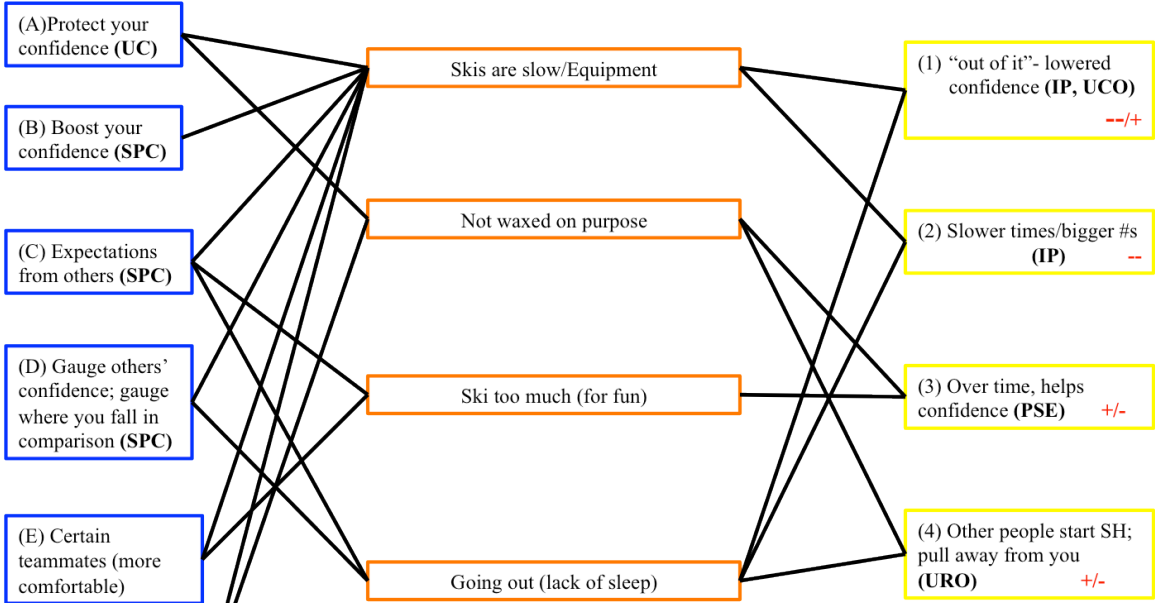 (A)Protect your
confidence (UC)
(B) Boost your
confidence (SPC)
(C) Expectations
from others (SPC)
(D) Gauge others’
confidence; gauge
where you fall in
comparison (SPC)
(E) Certain
teammates (more
comfortable)
Skis are slow/Equipment
Not waxed on purpose
Ski too much (for fun)
Going out (lack of sleep)
(1) “out of it”- lowered
confidence (IP, UCO)
--/+
(2) Slower times/bigger #s
(IP) --
(3) Over time, helps
confidence (PSE) +/-
(4) Other people start SH;
pull away from you
(URO) +/-